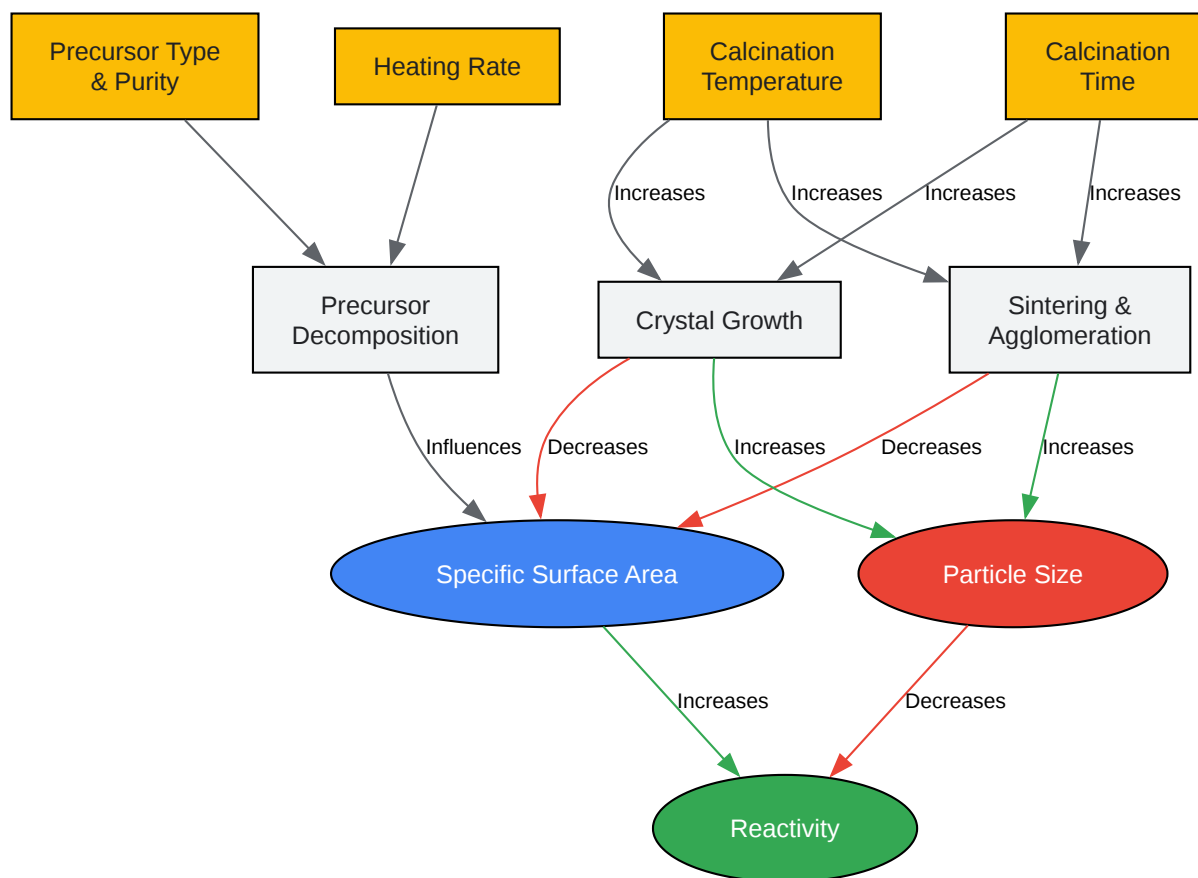 Precursor Type
& Purity
Heating Rate
Calcination
Temperature
Calcination
Time
Increases
Increases
Increases
Increases
Precursor
Decomposition
Crystal Growth
Sintering &
Agglomeration
Influences
Decreases
Increases
Decreases
Increases
Specific Surface Area
Particle Size
Increases
Decreases
Reactivity